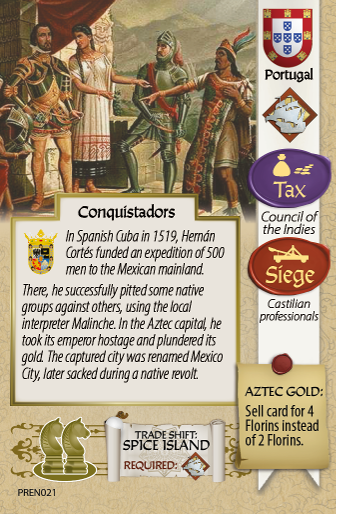 Portugal
Tax
Council of
the Indies
Siege
Castilian
professionals
Conquistadors
In Spanish Cuba in 1519, Hernán
Cortés funded an expedition of 500
men to the Mexican mainland.
There, he successfully pitted some native
groups against others, using the local
interpreter Malinche. In the Aztec capital, he
took its emperor hostage and plundered its
gold. The captured city was renamed Mexico
City, later sacked during a native revolt.
AZTEC GOLD:
Sell card for 4
Florins instead
of 2 Florins.
TRADE SHIFT:
SPICE ISLAND
REQUIRED:
PREN021